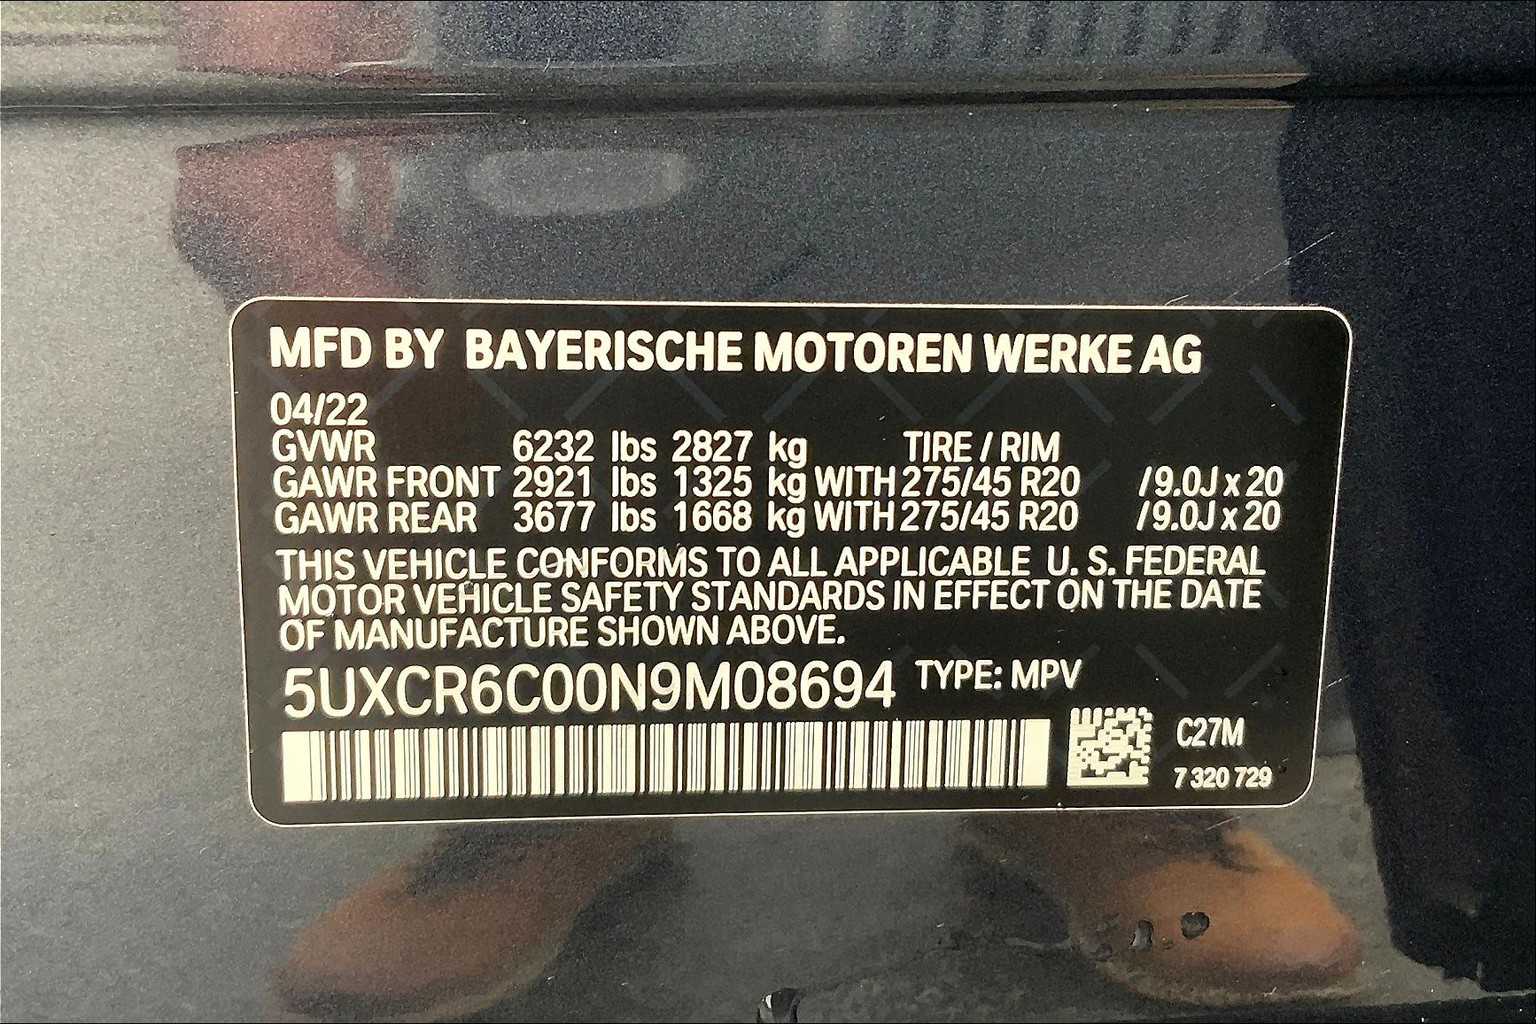 MFD BY BAYERISCHE MOTOREN WERKE AG
04/22
GVWR 6232 lbs 2827 kg TIRE / RIM
GAWR FRONT 2921 lbs 1325 kg WITH 275/45 R20 / 9.0J x 20
GAWR REAR 3677 lbs 1668 kg WITH 275/45 R20 / 9.0J x 20
THIS VEHICLE CONFORMS TO ALL APPLICABLE U. S. FEDERAL
MOTOR VEHICLE SAFETY STANDARDS IN EFFECT ON THE DATE
OF MANUFACTURE SHOWN ABOVE.
5UXCR6C00N9M08694 TYPE: MPV
C27M
7 320 729